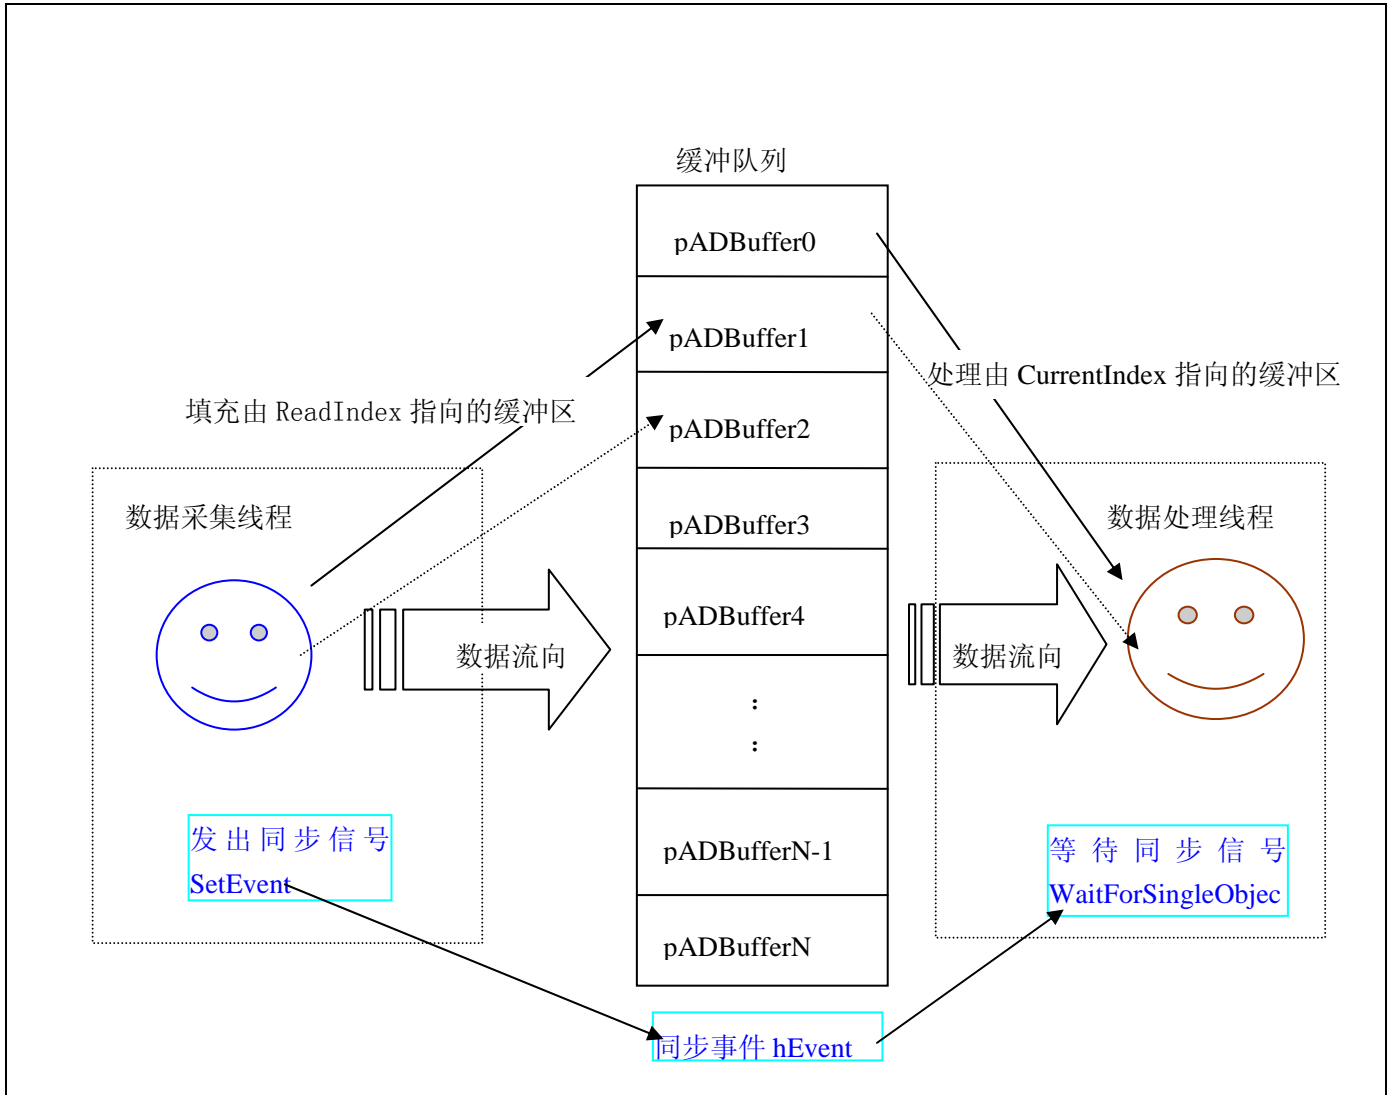 缓冲队列
pADBuffer0
pADBuffer1
处理由 CurrentIndex 指向的缓冲区
填充由 ReadIndex 指向的缓冲区
pADBuffer2
数据采集线程
pADBuffer3
数据处理线程
pADBuffer4
数据流向
数据流向
:
:
发出同步信号
SetEvent
pADBufferN-1
等待同步信号
WaitForSingleObjec
pADBufferN
同步事件 hEvent